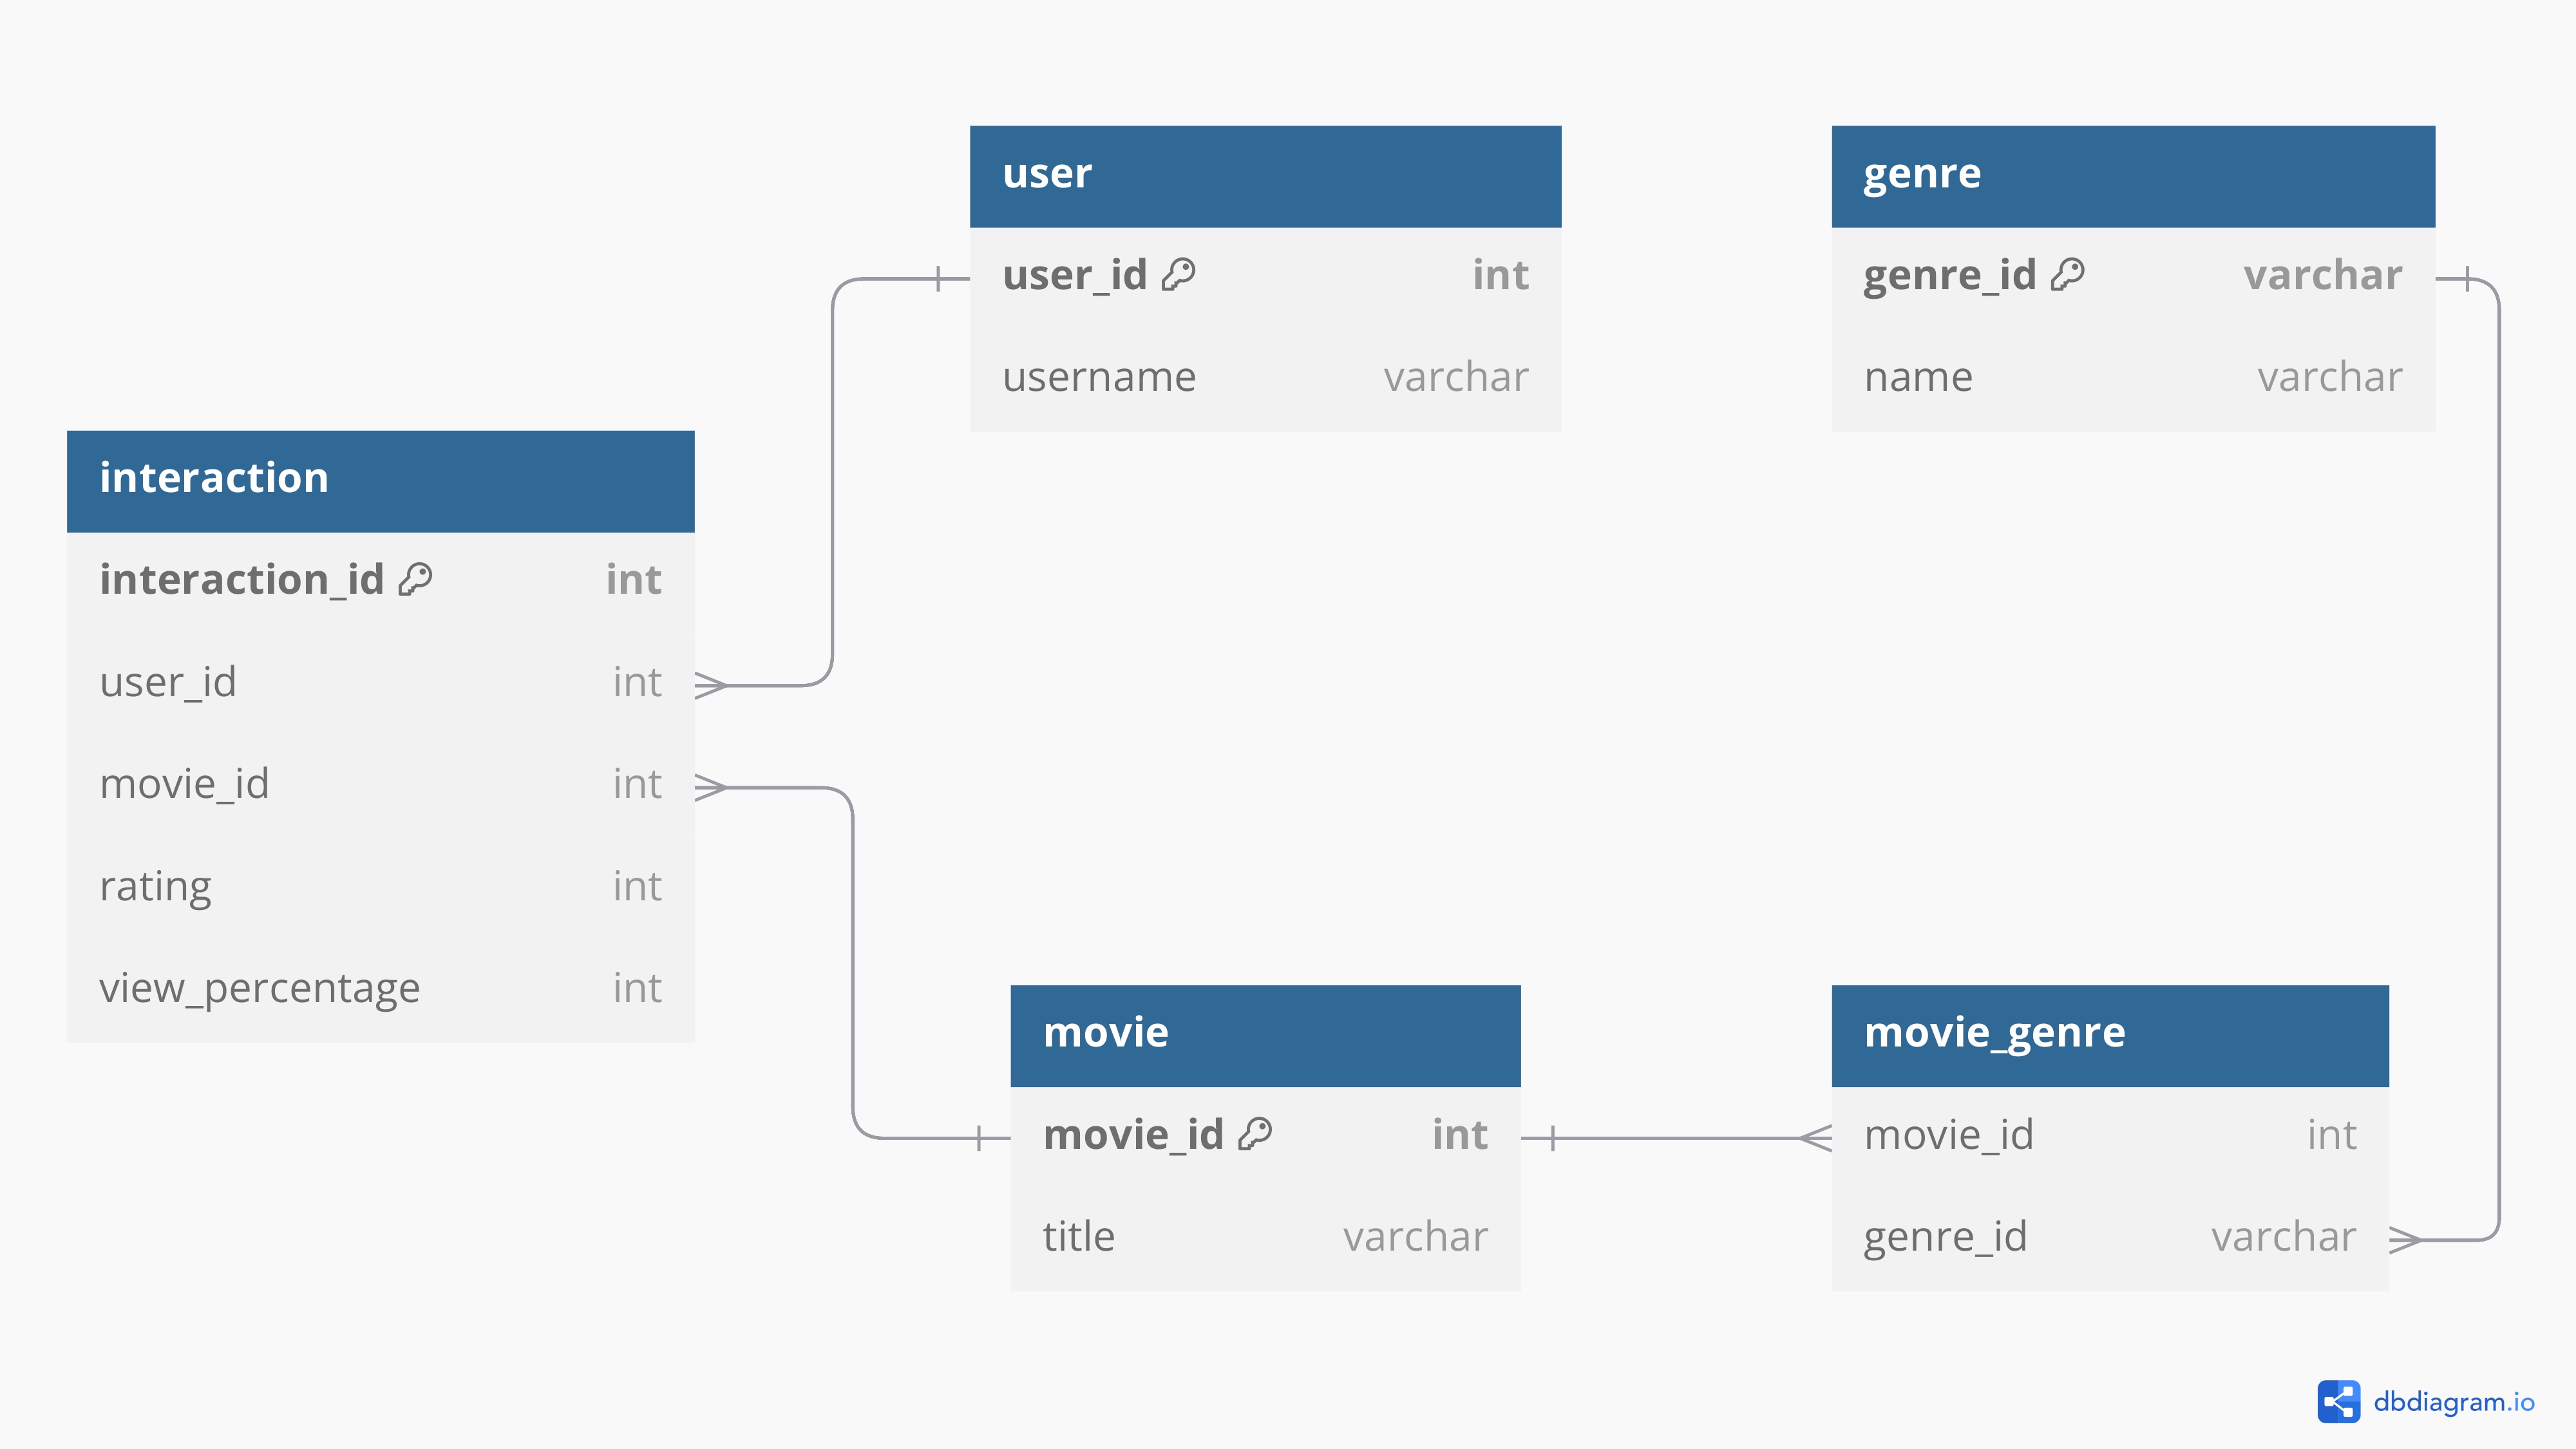 user
user_id int
username varchar
genre
genre_id varchar
name varchar
interaction
interaction_id int
user_id int
movie_id int
rating int
view_percentage int
movie
movie_id int
title varchar
movie_genre
movie_id int
genre_id varchar
dbdiagram.io